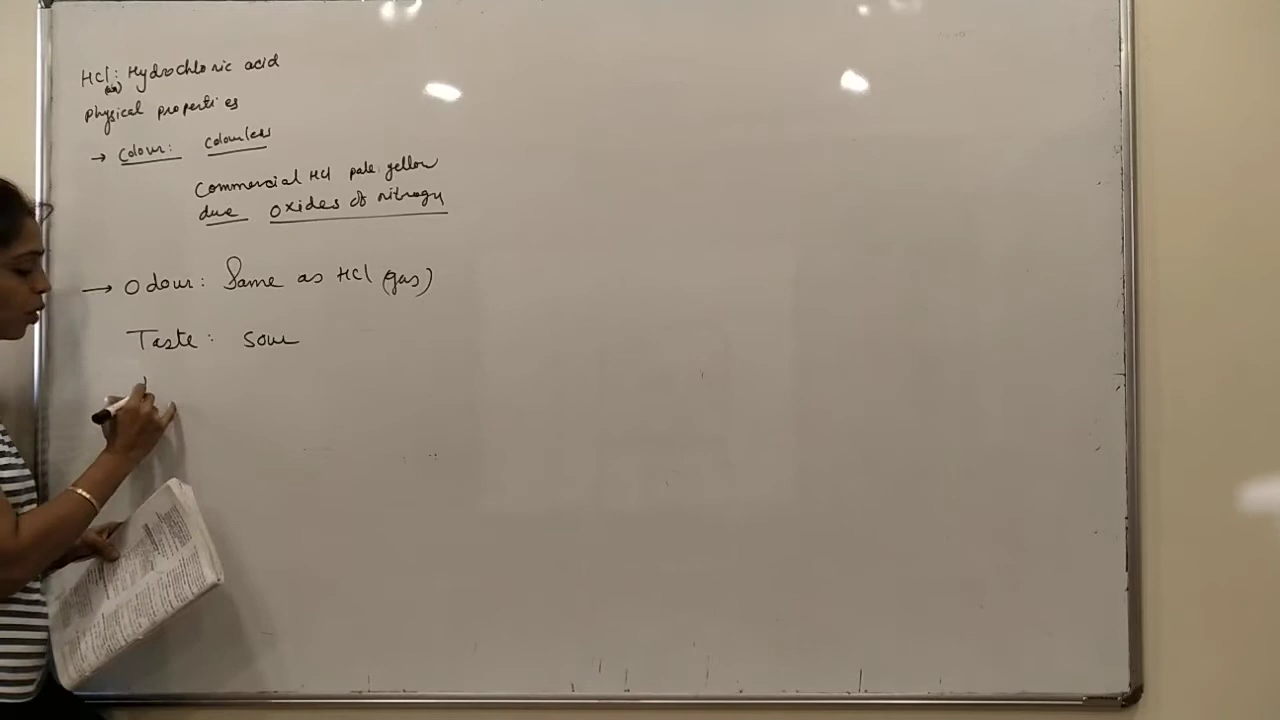 HCl: Hydrochloric acid
Physical properties
→ Colour: Colourless
Commercial HCl pale yellow
due oxides of nitrogen
→ Odour: Same as HCl (gas)
Taste: Sour